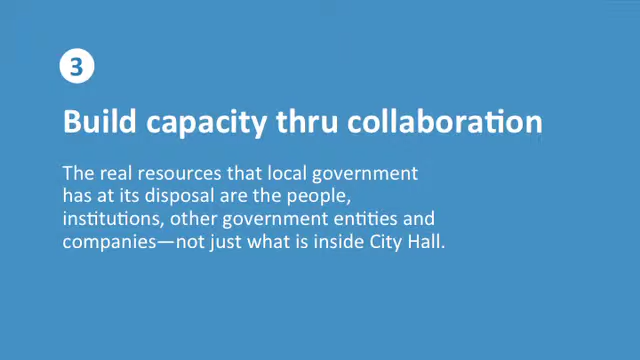 3
Build capacity thru collaboration
The real resources that local government
has at its disposal are the people,
institutions, other government entities and
companies—not just what is inside City Hall.